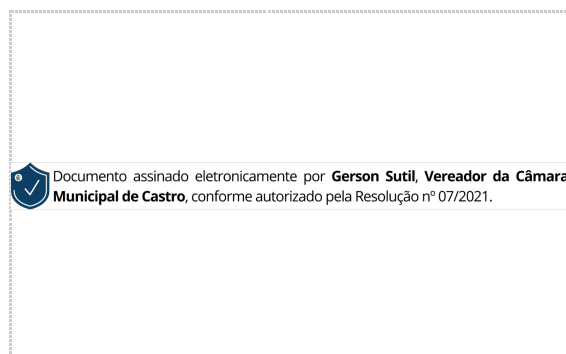 Documento assinado eletronicamente por Gerson Sutil, Vereador da Câmara
Municipal de Castro, conforme autorizado pela Resolução nº 07/2021.